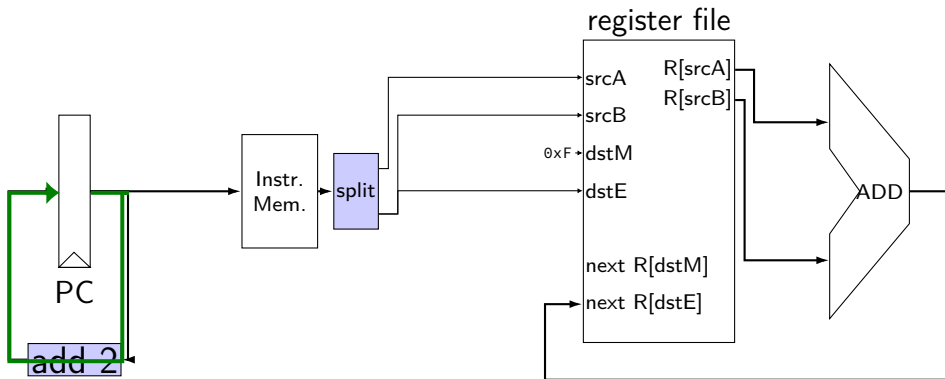 register file
srcA
R[srcA]
R[srcB]
srcB
0xF
dstM
Instr.
Mem.
split
dstE
ADD
next R[dstM]
PC
next R[dstE]
add 2